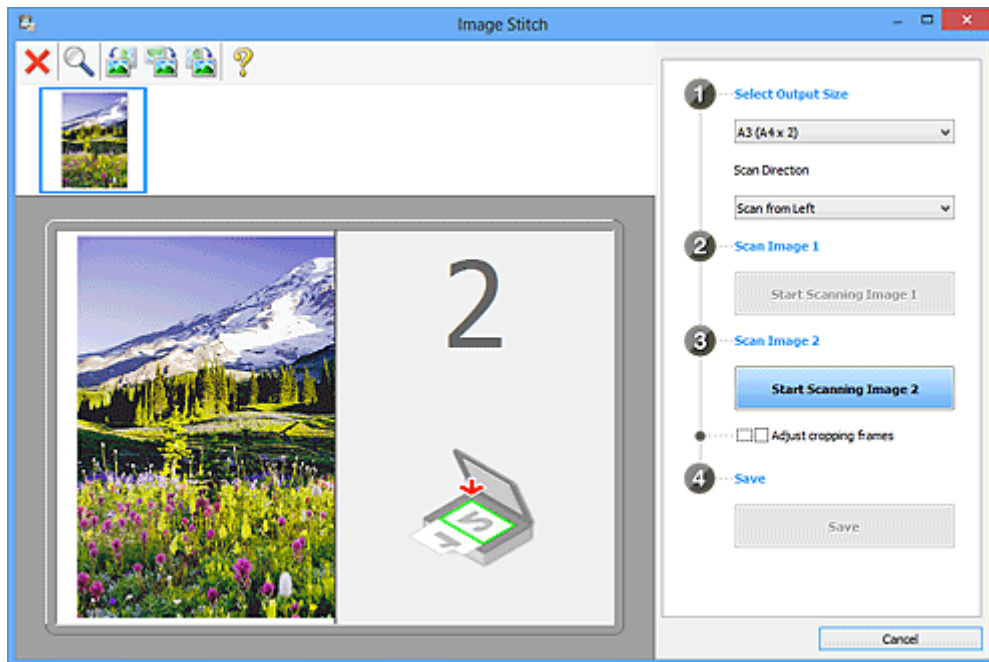 Image Stitch
1
Select Output Size
A3 (A4 x 2)
Scan Direction
Scan from Left
2
Scan Image 1
Start Scanning Image 1
3
Scan Image 2
Start Scanning Image 2
Adjust cropping frames
4
Save
Save
Cancel
2
2
1